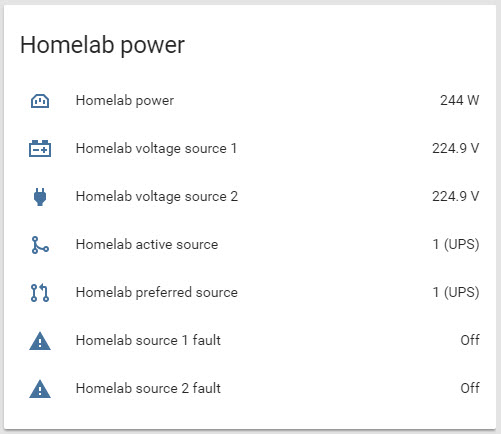 Homelab power
Homelab power 244 W
Homelab voltage source 1 224.9 V
Homelab voltage source 2 224.9 V
Homelab active source 1 (UPS)
Homelab preferred source 1 (UPS)
Homelab source 1 fault Off
Homelab source 2 fault Off